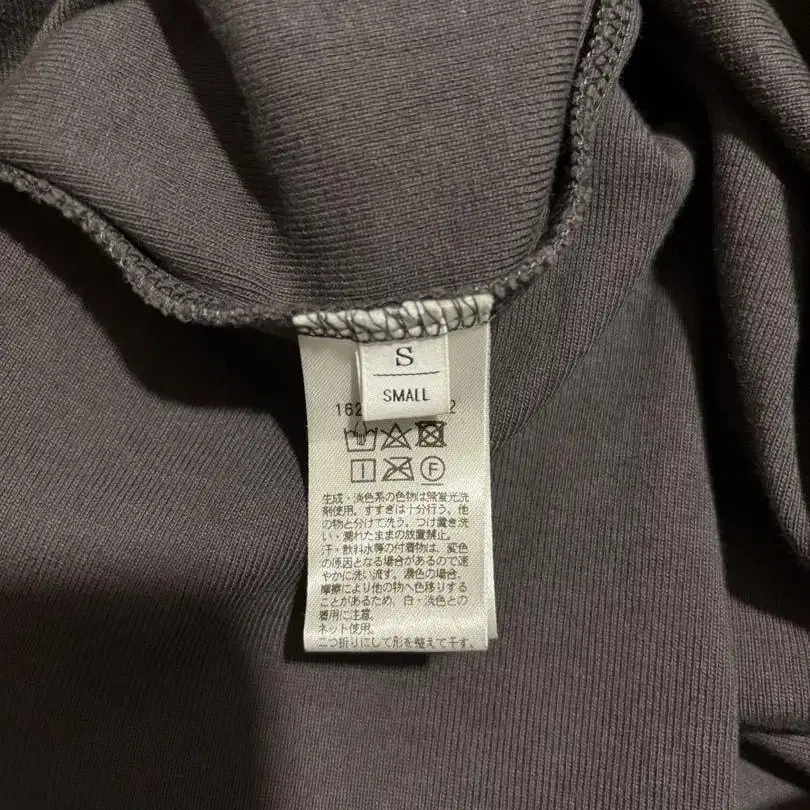 S
SMALL
162
2
F
生成・淡色系の色物は無蛍光洗
剤使用。すすぎは十分行う。他
の物と分けて洗う。つけ置き洗
い・濡れたままの放置禁止。
汗・飲料水等の付着物は、変色
の原因となる場合があるので速
やかに洗い流す。濃色の場合、
摩擦により他の物へ色移りする
ことがあるため、白・淡色との
着用に注意。
ネット使用。
二つ折りにして形を整えて干す。